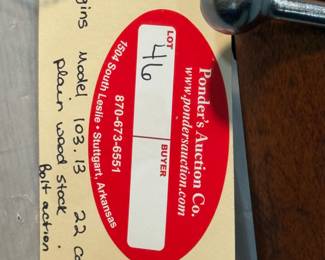 Ponder's Auction Co.
www.pondersauction.com
LOT
46
BUYER
870-673-6551
1504 South Leslie • Stuttgart, Arkansas
gins Model 103.13 22 ca
plain wood stock.
Bolt action